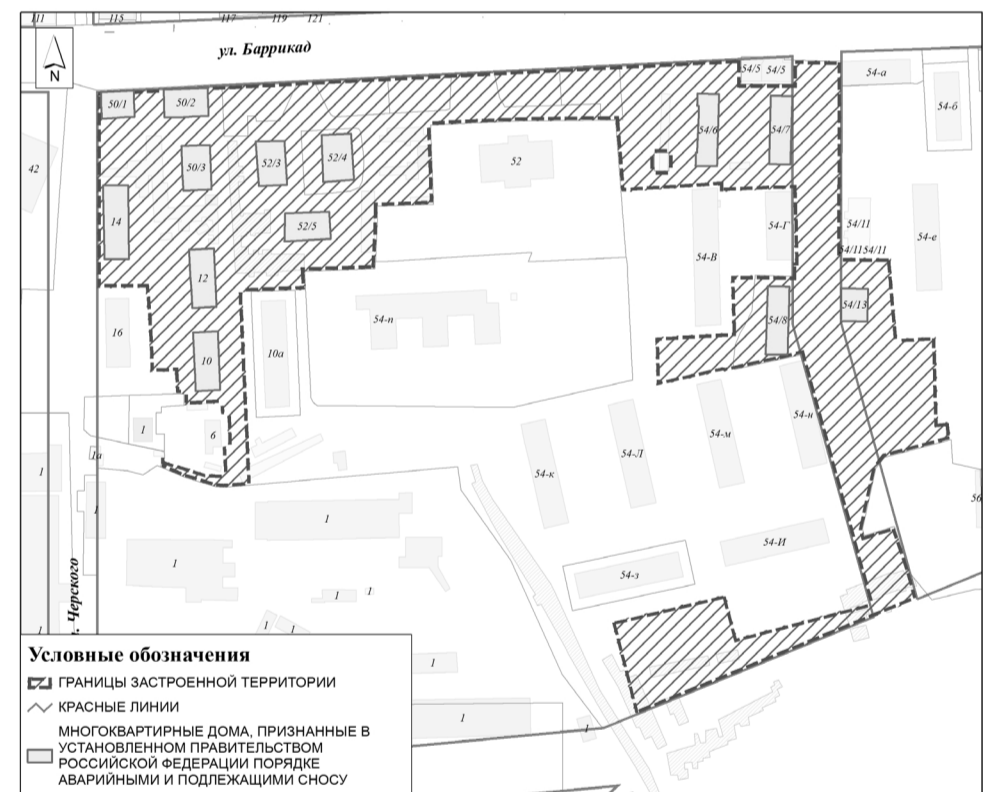 111
115
117
119
121
ул. Баррикад
N
50/1
50/2
54/5
54/5
54-а
54-б
42
50/3
52/3
52/4
52
54/6
54/7
14
52/5
54-Г
54/11
54/11
54/11
54-В
54-е
12
16
54-п
54/8
54/13
10
10а
1
6
54-к
54-Л
54-м
54-н
1а
1
1
56
1
1
54-И
54-з
1
1
Черского
1
1
1
1
1
1
Условные обозначения
ГРАНИЦЫ ЗАСТРОЕННОЙ ТЕРРИТОРИИ
КРАСНЫЕ ЛИНИИ
МНОГОКВАРТИРНЫЕ ДОМА, ПРИЗНАННЫЕ В
УСТАНОВЛЕННОМ ПРАВИТЕЛЬСТВОМ
РОССИЙСКОЙ ФЕДЕРАЦИИ ПОРЯДКЕ
АВАРИЙНЫМИ И ПОДЛЕЖАЩИМИ СНОСУ